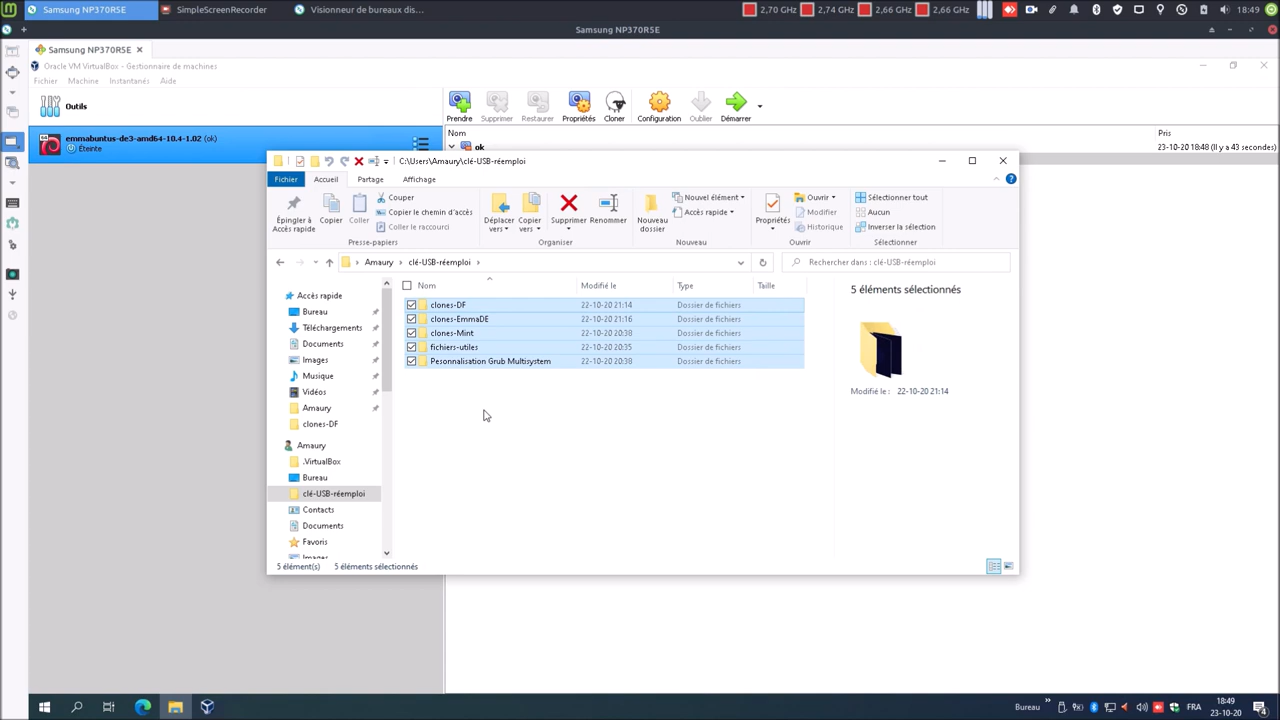 Samsung NP370R5E
SimpleScreenRecorder
Visionneur de bureaux dis...
2,70 GHz
2,74 GHz
2,66 GHz
2,66 GHz
18:49
Samsung NP370R5E
Samsung NP370R5E
Oracle VM VirtualBox - Gestionnaire de machines
Fichier Machine Instantanés Aide
Outils
Prendre Supprimer Restaurer Propriétés Cloner Configuration Oublier Démarrer
Nom Pris
emmabuntus-de3-amd64-10.4-1.02 (ok)
Éteinte
ok 23-10-20 18:48 (Il y a 43 secondes)
C:\Users\Amaury\clé-USB-réemploi
Fichier Accueil Partage Affichage
Épingler à Accès rapide
Copier
Coller
Couper
Copier le chemin d'accès
Coller le raccourci
Presse-papiers
Déplacer vers
Copier vers
Supprimer
Renommer
Organiser
Nouveau dossier
Nouvel élément
Accès rapide
Nouveau
Propriétés
Ouvrir
Modifier
Historique
Ouvrir
Sélectionner tout
Aucun
Inverser la sélection
Sélectionner
Amaury clé-USB-réemploi
Rechercher dans : clé-USB-réemploi
Nom Modifié le Type Taille
clones-DF 22-10-20 21:14 Dossier de fichiers
clones-EmmaDE 22-10-20 21:16 Dossier de fichiers
clones-Mint 22-10-20 20:38 Dossier de fichiers
fichiers-utiles 22-10-20 20:35 Dossier de fichiers
Pesonnalisation Grub Multisystem 22-10-20 20:38 Dossier de fichiers
Accès rapide
Bureau
Téléchargements
Documents
Images
Musique
Vidéos
Amaury
clones-DF
Amaury
.VirtualBox
Bureau
clé-USB-réemploi
Contacts
Documents
Favoris
Images
5 éléments sélectionnés
Modifié le : 22-10-20 21:14
5 élément(s) 5 éléments sélectionnés
Bureau
FRA
18:49
23-10-20
4